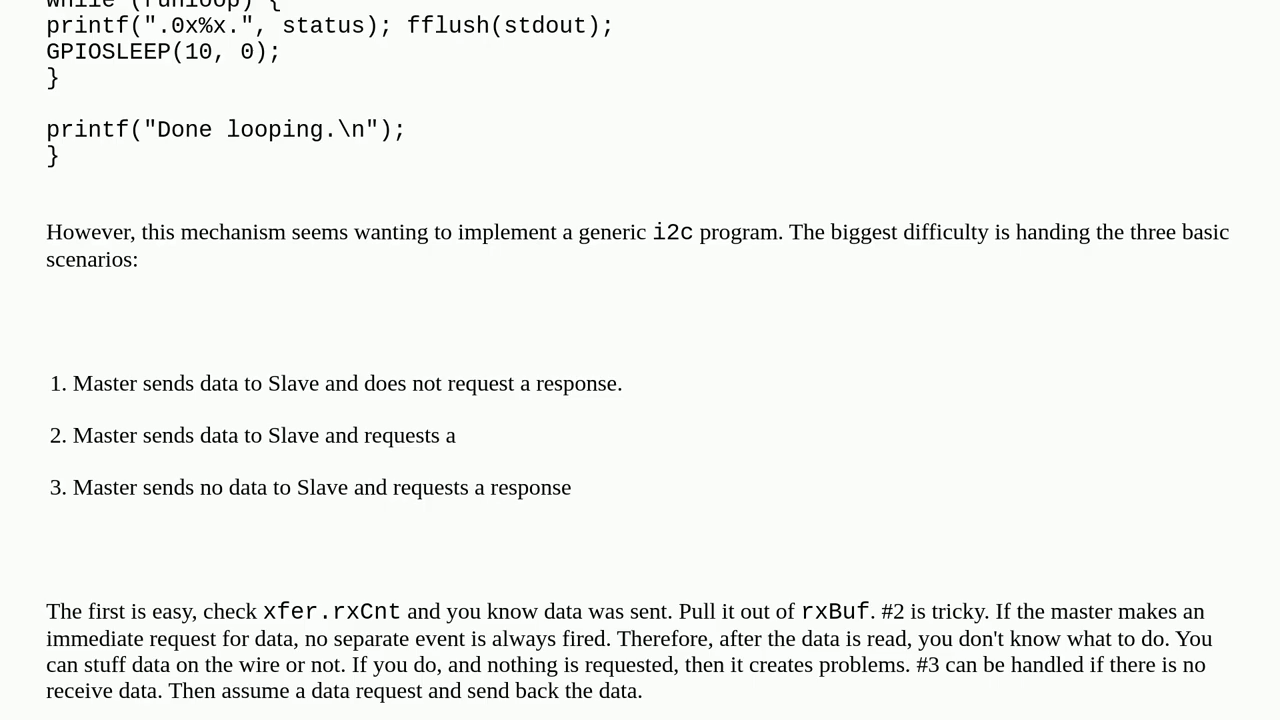 while (runloop) {
printf(".0x%x.", status); fflush(stdout);
GPIOSLEEP(10, 0);
}
printf("Done looping.\n");
}
However, this mechanism seems wanting to implement a generic i2c program. The biggest difficulty is handing the three basic
scenarios:
1. Master sends data to Slave and does not request a response.
2. Master sends data to Slave and requests a
3. Master sends no data to Slave and requests a response
The first is easy, check xfer.rxCnt and you know data was sent. Pull it out of rxBuf. #2 is tricky. If the master makes an
immediate request for data, no separate event is always fired. Therefore, after the data is read, you don't know what to do. You
can stuff data on the wire or not. If you do, and nothing is requested, then it creates problems. #3 can be handled if there is no
receive data. Then assume a data request and send back the data.